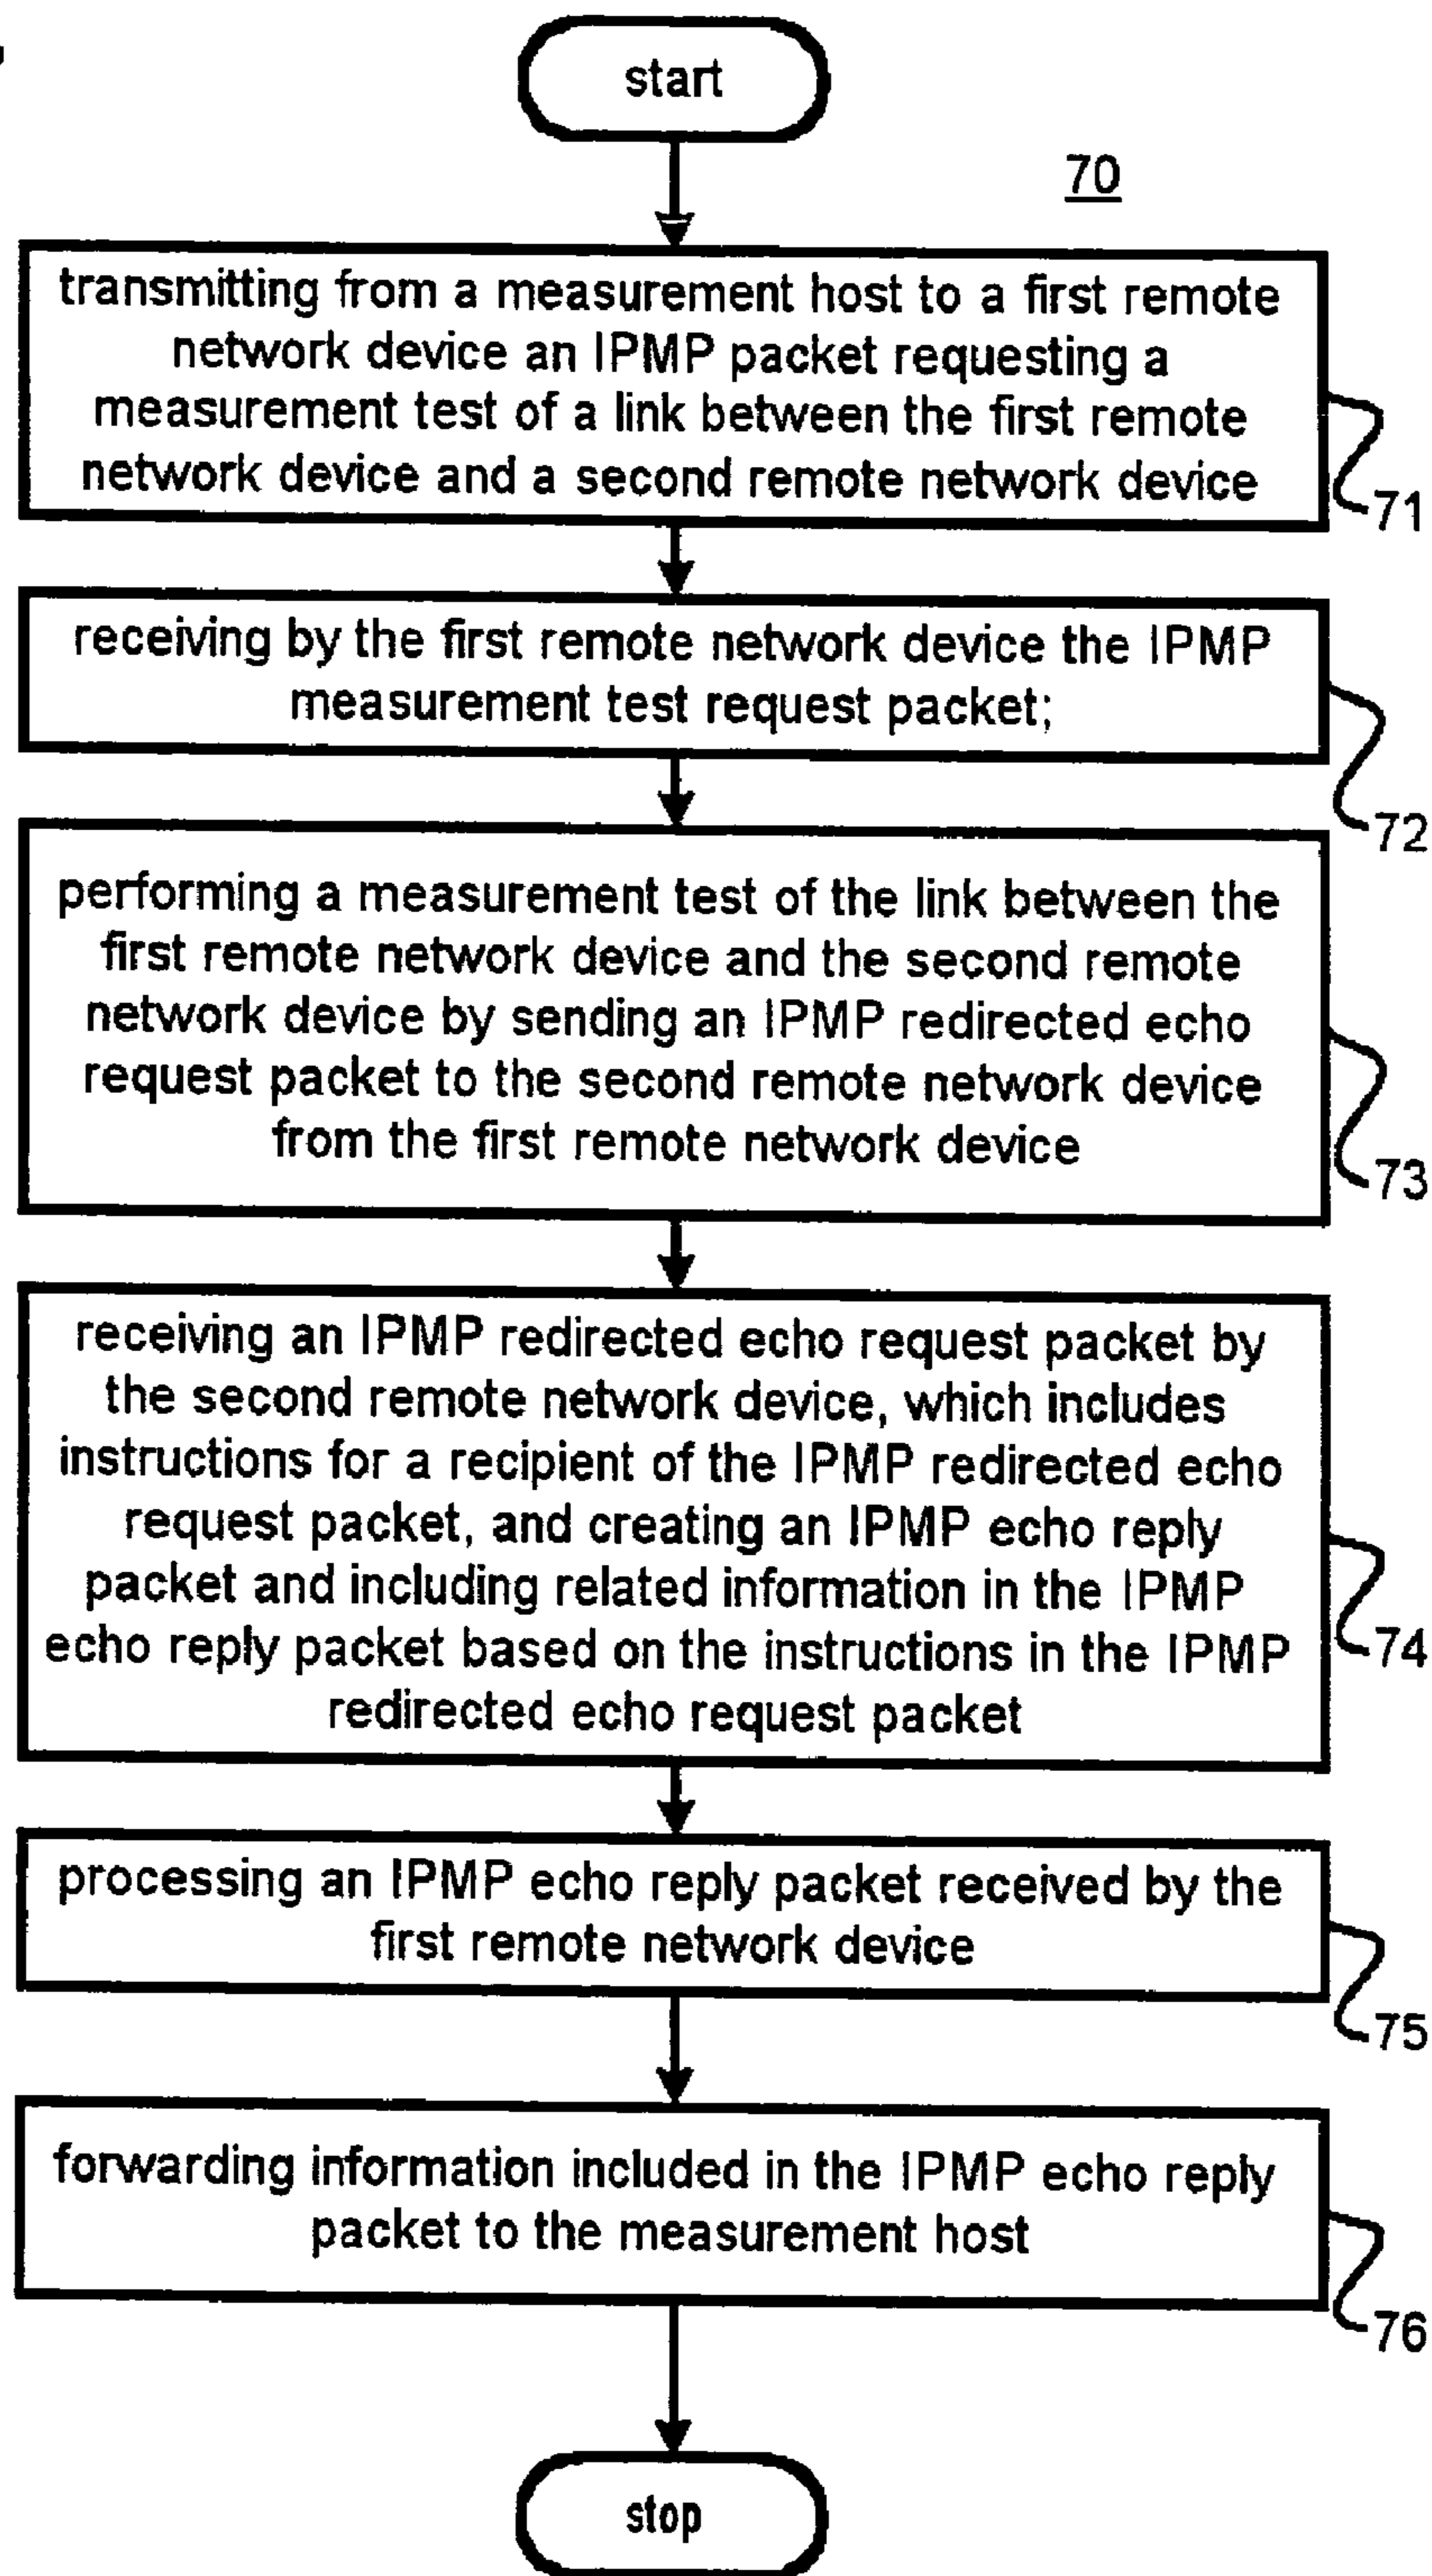 start
70
transmitting from a measurement host to a first remote
network device an IPMP packet requesting a
measurement test of a link between the first remote
network device and a second remote network device
71
receiving by the first remote network device the IPMP
measurement test request packet;
72
performing a measurement test of the link between the
first remote network device and the second remote
network device by sending an IPMP redirected echo
request packet to the second remote network device
from the first remote network device
73
receiving an IPMP redirected echo request packet by
the second remote network device, which includes
instructions for a recipient of the IPMP redirected echo
request packet, and creating an IPMP echo reply
packet and including related information in the IPMP
echo reply packet based on the instructions in the IPMP
redirected echo request packet
74
processing an IPMP echo reply packet received by the
first remote network device
75
forwarding information included in the IPMP echo reply
packet to the measurement host
76
stop